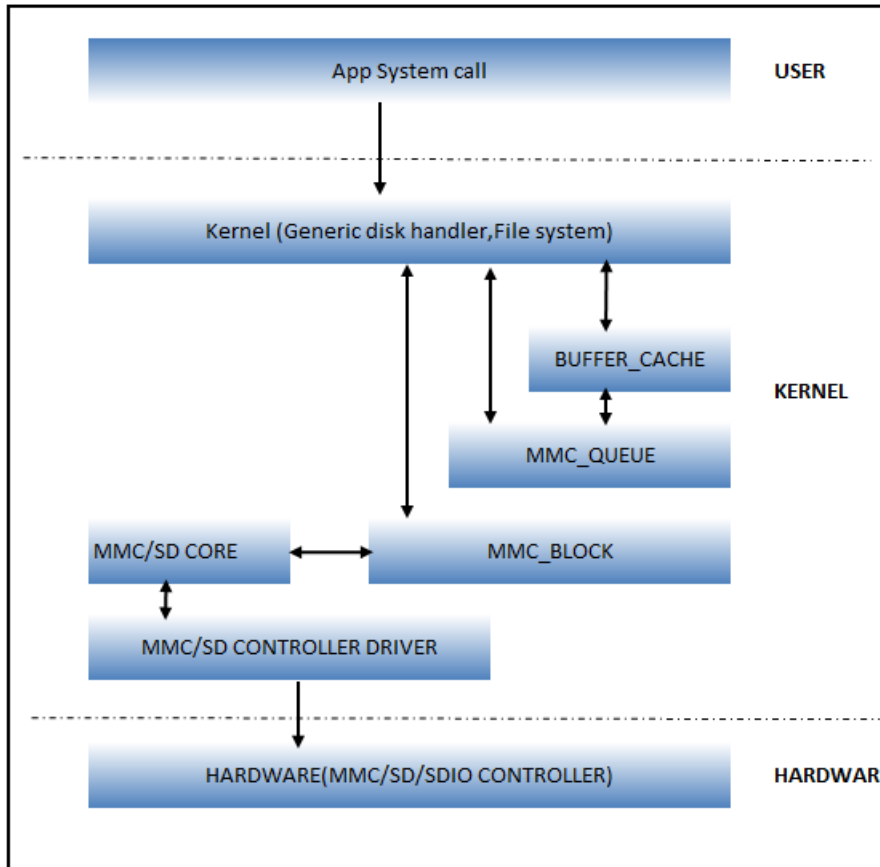 App System call
USER
Kernel (Generic disk handler,File system)
BUFFER_CACHE
KERNEL
MMC_QUEUE
MMC/SD CORE
MMC_BLOCK
MMC/SD CONTROLLER DRIVER
HARDWARE(MMC/SD/SDIO CONTROLLER)
HARDWAR